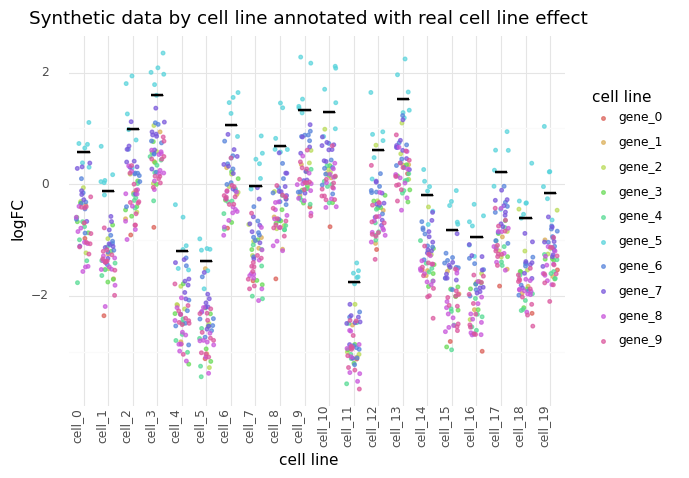 Synthetic data by cell line annotated with real cell line effect
logFC
2
0
−2
cell_0
cell_1
cell_2
cell_3
cell_4
cell_5
cell_6
cell_7
cell_8
cell_9
cell_10
cell_11
cell_12
cell_13
cell_14
cell_15
cell_16
cell_17
cell_18
cell_19
cell line
cell line
gene_0
gene_1
gene_2
gene_3
gene_4
gene_5
gene_6
gene_7
gene_8
gene_9